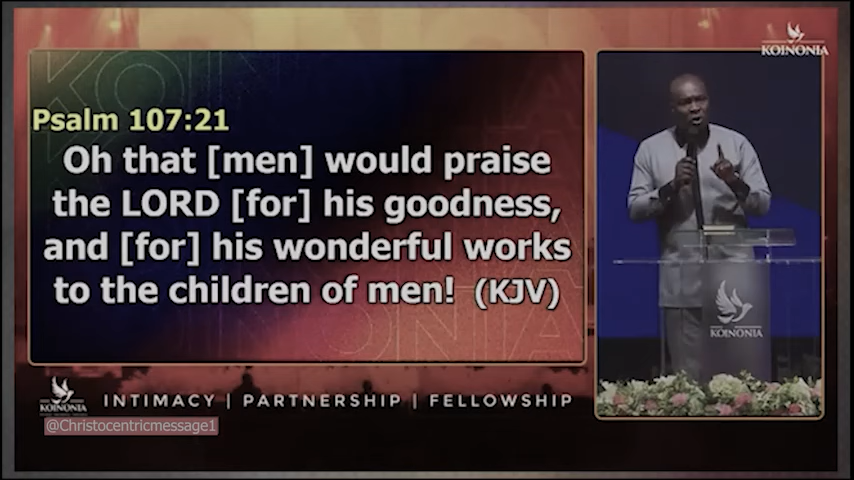 KOINONIA
Psalm 107:21
Oh that [men] would praise
the LORD [for] his goodness,
and [for] his wonderful works
to the children of men! (KJV)
KOINONIA
KOINONIA
INTIMACY | PARTNERSHIP | FELLOWSHIP
@Christocentricmessage1